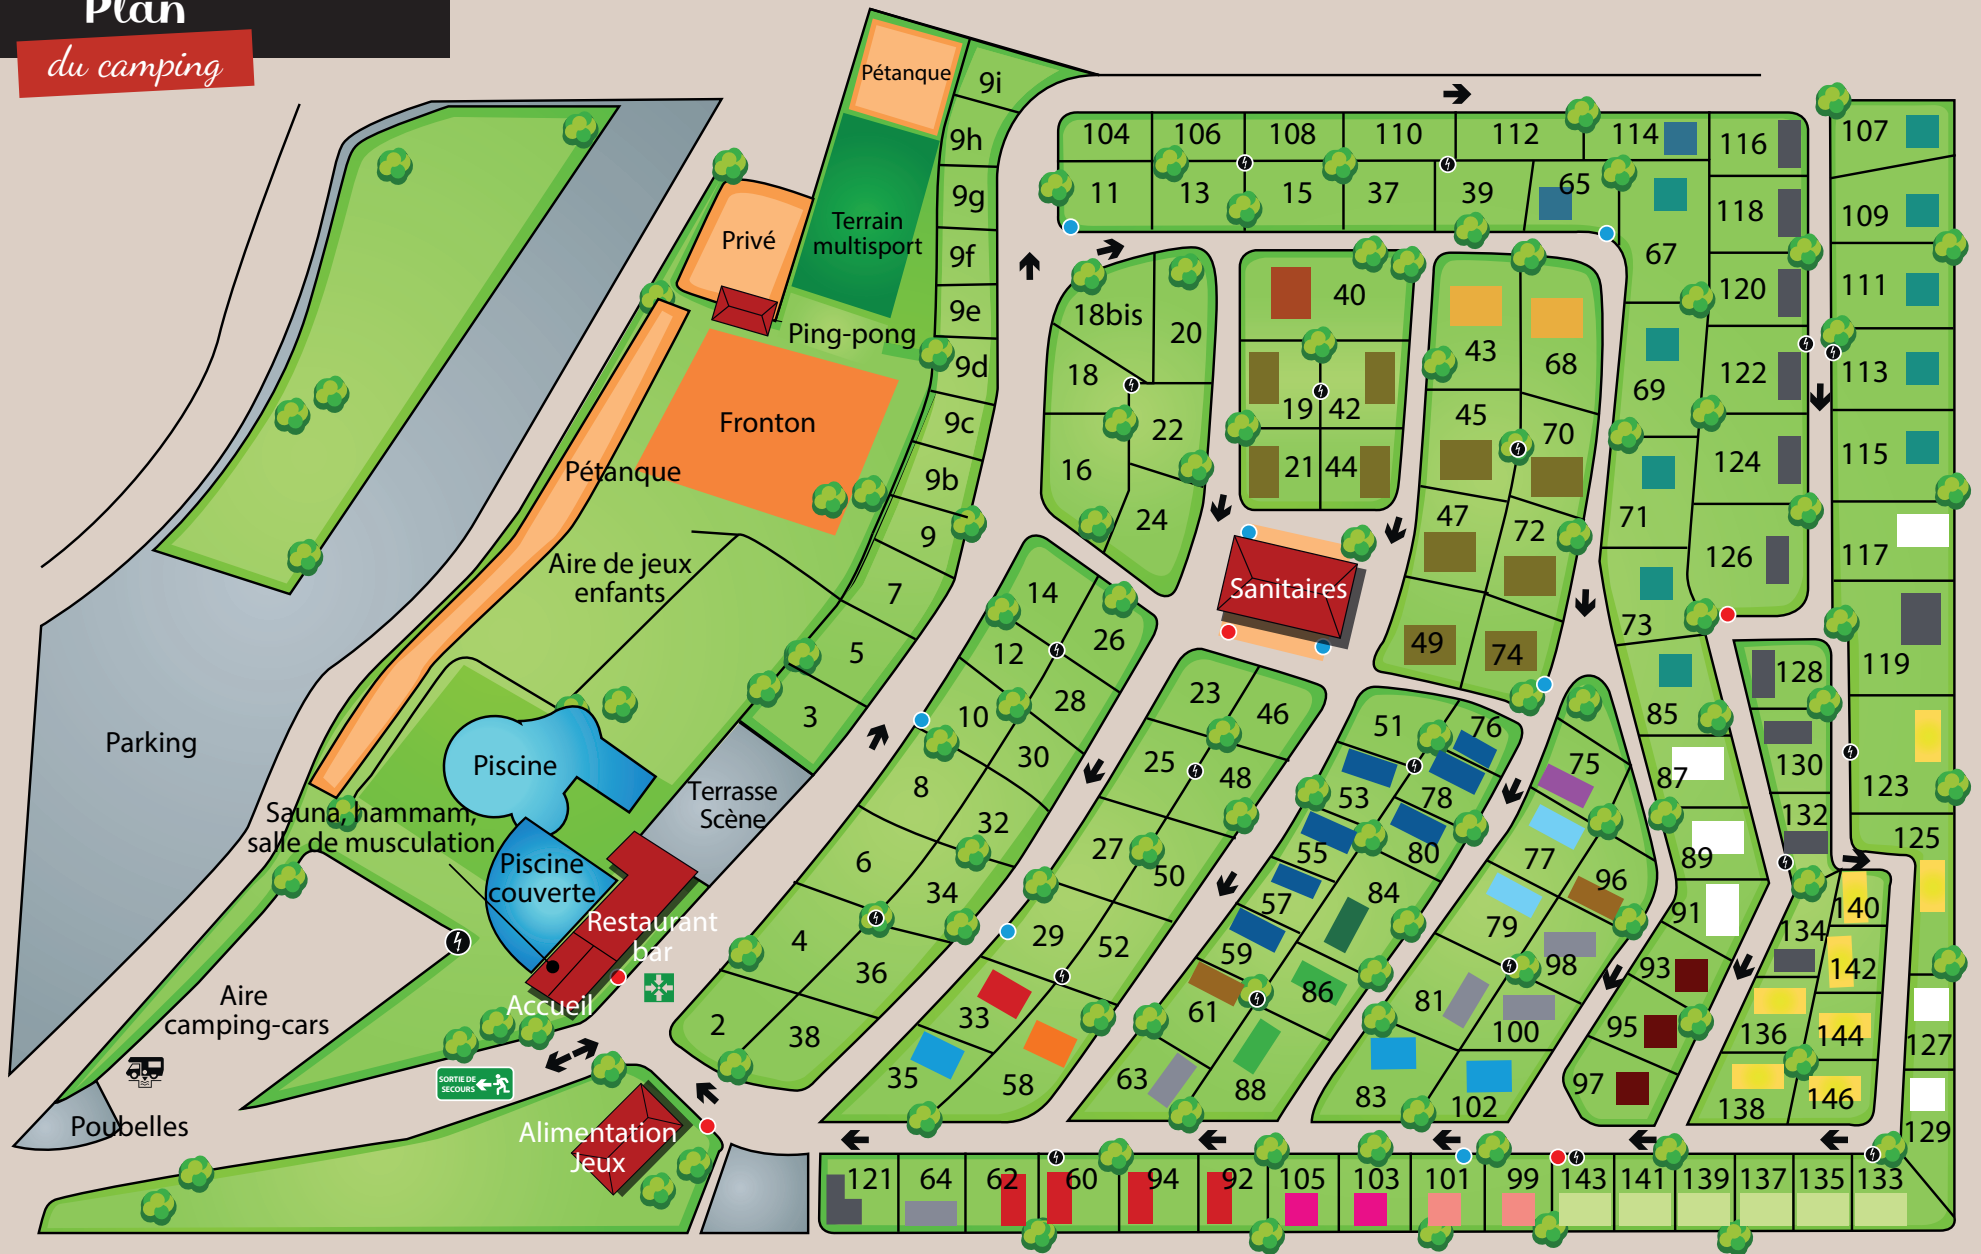 Plan
du camping
Pétanque
9i
9h
9g
9f
9e
9d
9c
9b
9
7
5
3
Privé
Terrain
multisport
Ping-pong
Fronton
Pétanque
Aire de jeux
enfants
Parking
Piscine
Terrasse
Scène
Sauna, hammam,
salle de musculation
Piscine
couverte
Restaurant
bar
Accueil
Aire
camping-cars
SORTIE DE
SECOURS
Poubelles
Alimentation
Jeux
104 106 108 110 112 114 116
11 13 15 37 39 65 67
118
120
122
124
126
107
109
111
113
115
117
119
123
125
127
129
18bis 20
18
22
16
24
40
19 42
21 44
Sanitaires
43 68
45 70
47 72
49 74
69
71
73
85
87
89
91
93
95
97
128
130
132
134
136
138
140
142
144
146
14
26
12
28
10
30
8
32
6
34
4
36
2
38
23 46
25 48
27 50
29 52
33
35 58
51 76
53 78
55 80
57 84
59
61 86
63 88
75
77 96
79 98
81 100
83 102
121 64 62 60 94 92 105 103 101 99 143 141 139 137 135 133